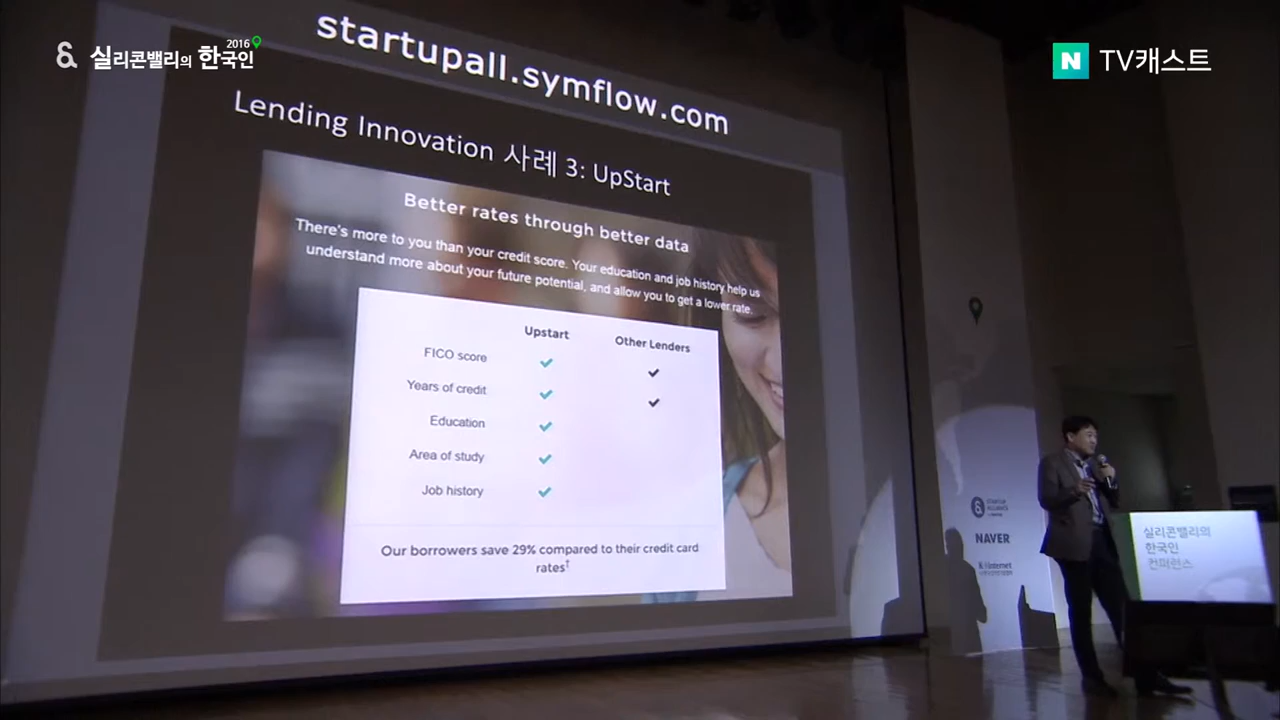 실리콘밸리의 한국인
2016
N TV캐스트
startupall.symflow.com
Lending Innovation 사례 3: UpStart
Better rates through better data
There's more to you than your credit score. Your education and job history help us
understand more about your future potential, and allow you to get a lower rate.
Upstart Other Lenders
FICO score
Years of credit
Education
Area of study
Job history
Our borrowers save 29% compared to their credit card
rates†
STARTUP
ALLIANCE
NAVER
K-Internet
실리콘밸리의
한국인
컨퍼런스